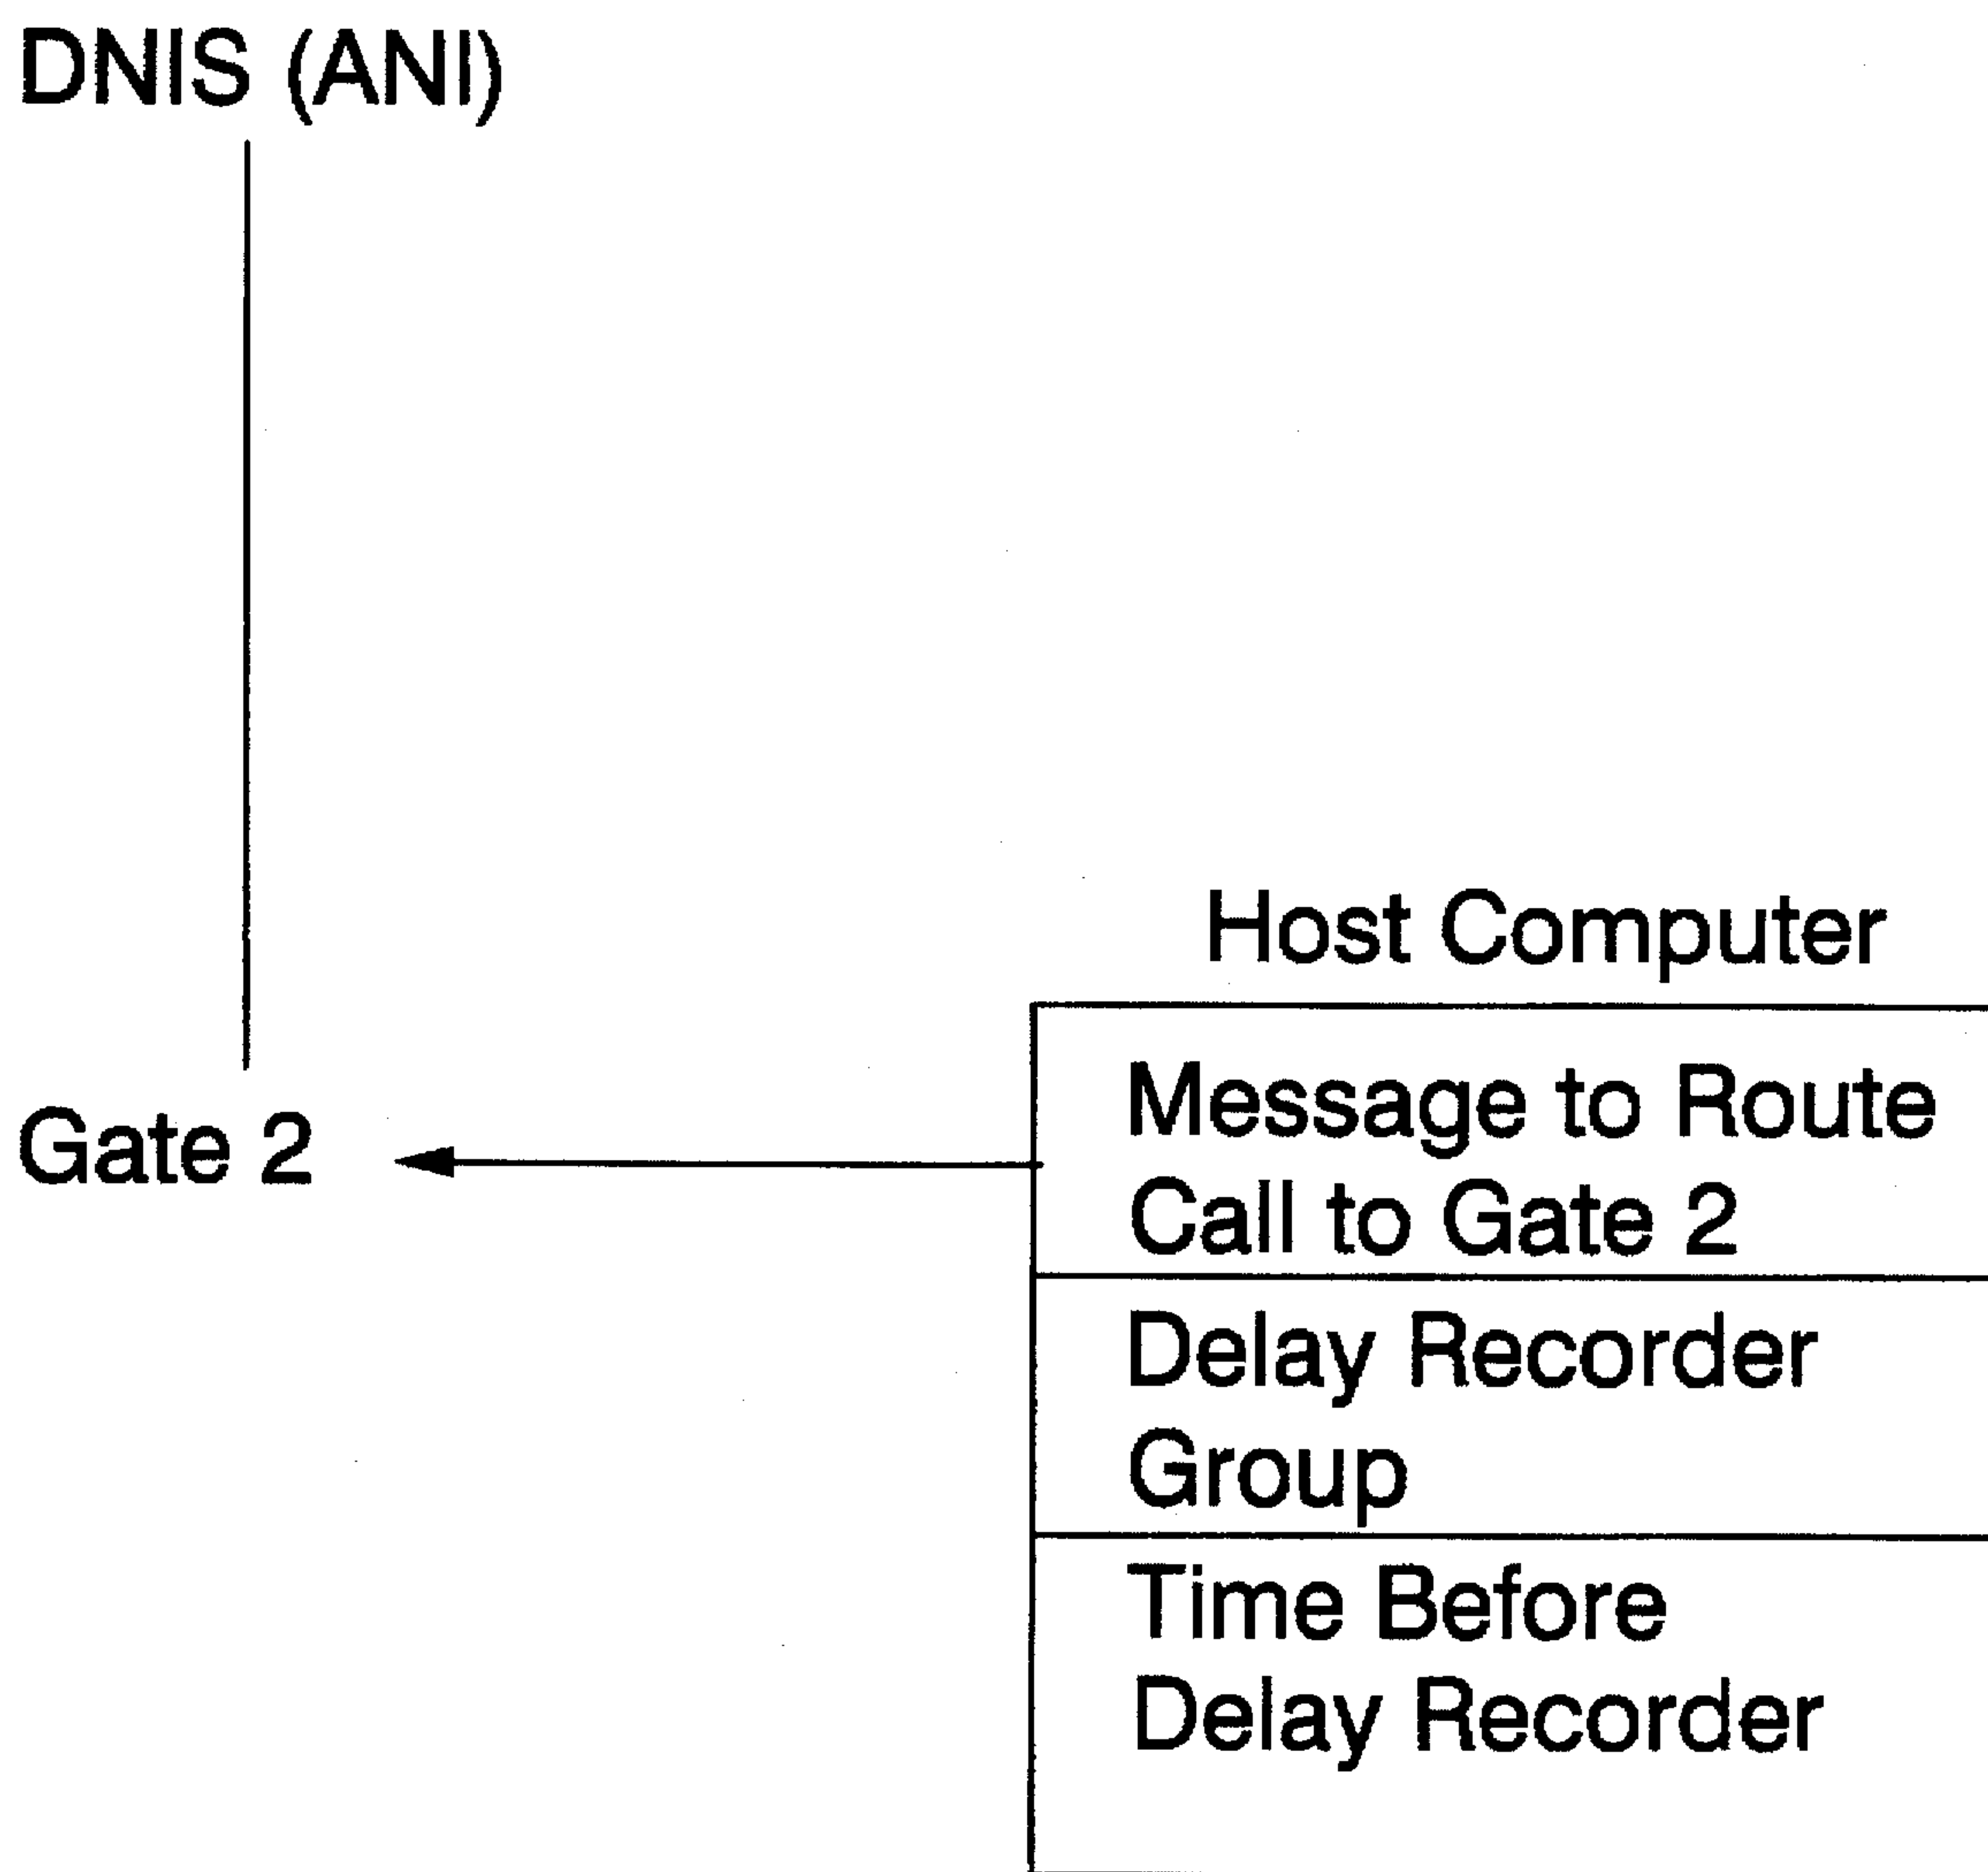 DNIS (ANI)
Host Computer
Gate 2
Message to Route
Call to Gate 2
Delay Recorder
Group
Time Before
Delay Recorder